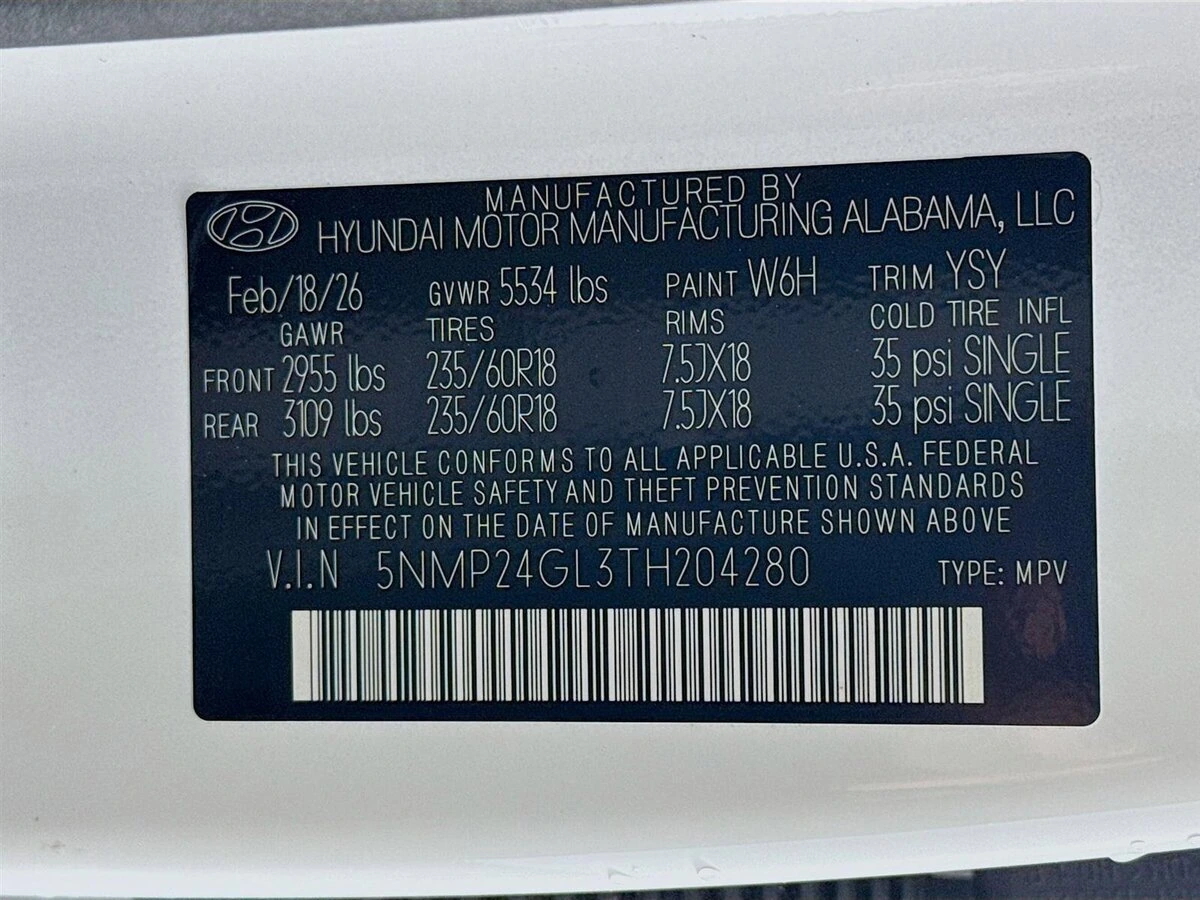 MANUFACTURED BY
HYUNDAI MOTOR MANUFACTURING ALABAMA, LLC
Feb/18/26 GVWR 5534 lbs PAINT W6H TRIM YSY
GAWR TIRES RIMS COLD TIRE INFL
FRONT 2955 lbs 235/60R18 7.5JX18 35 psi SINGLE
REAR 3109 lbs 235/60R18 7.5JX18 35 psi SINGLE
THIS VEHICLE CONFORMS TO ALL APPLICABLE U.S.A. FEDERAL
MOTOR VEHICLE SAFETY AND THEFT PREVENTION STANDARDS
IN EFFECT ON THE DATE OF MANUFACTURE SHOWN ABOVE
V.I.N 5NMP24GL3TH204280 TYPE: MPV